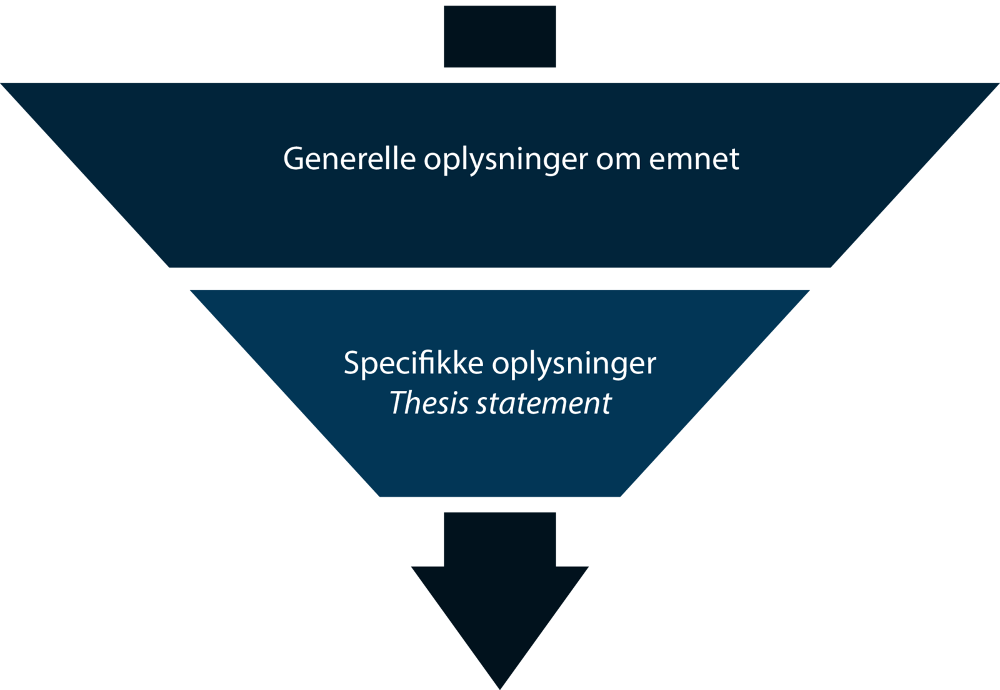 Generelle oplysninger om emnet
Specifikke oplysninger
Thesis statement